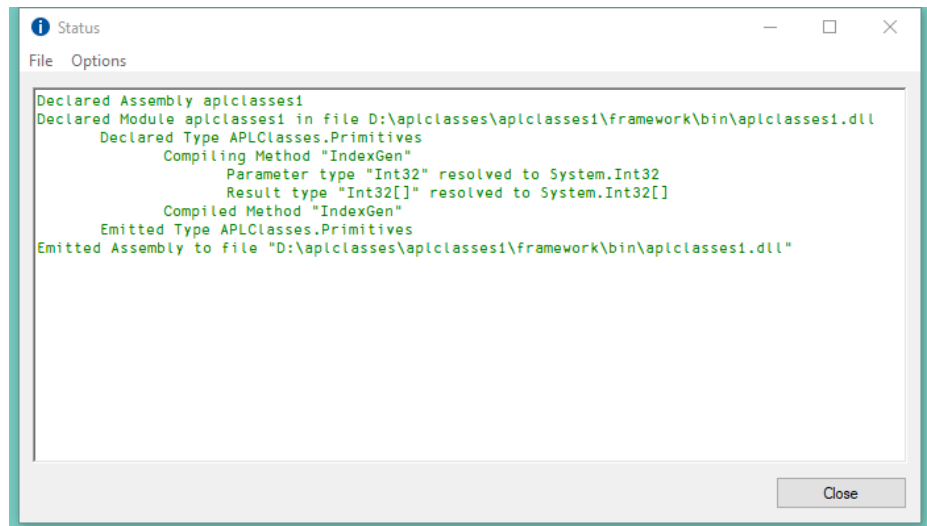 Status
File Options
Declared Assembly aplclasses1
Declared Module aplclasses1 in file D:\aplclasses\aplclasses1\framework\bin\aplclasses1.dll
Declared Type APLClasses.Primitives
Compiling Method "IndexGen"
Parameter type "Int32" resolved to System.Int32
Result type "Int32[]" resolved to System.Int32[]
Compiled Method "IndexGen"
Emitted Type APLClasses.Primitives
Emitted Assembly to file "D:\aplclasses\aplclasses1\framework\bin\aplclasses1.dll"
Close